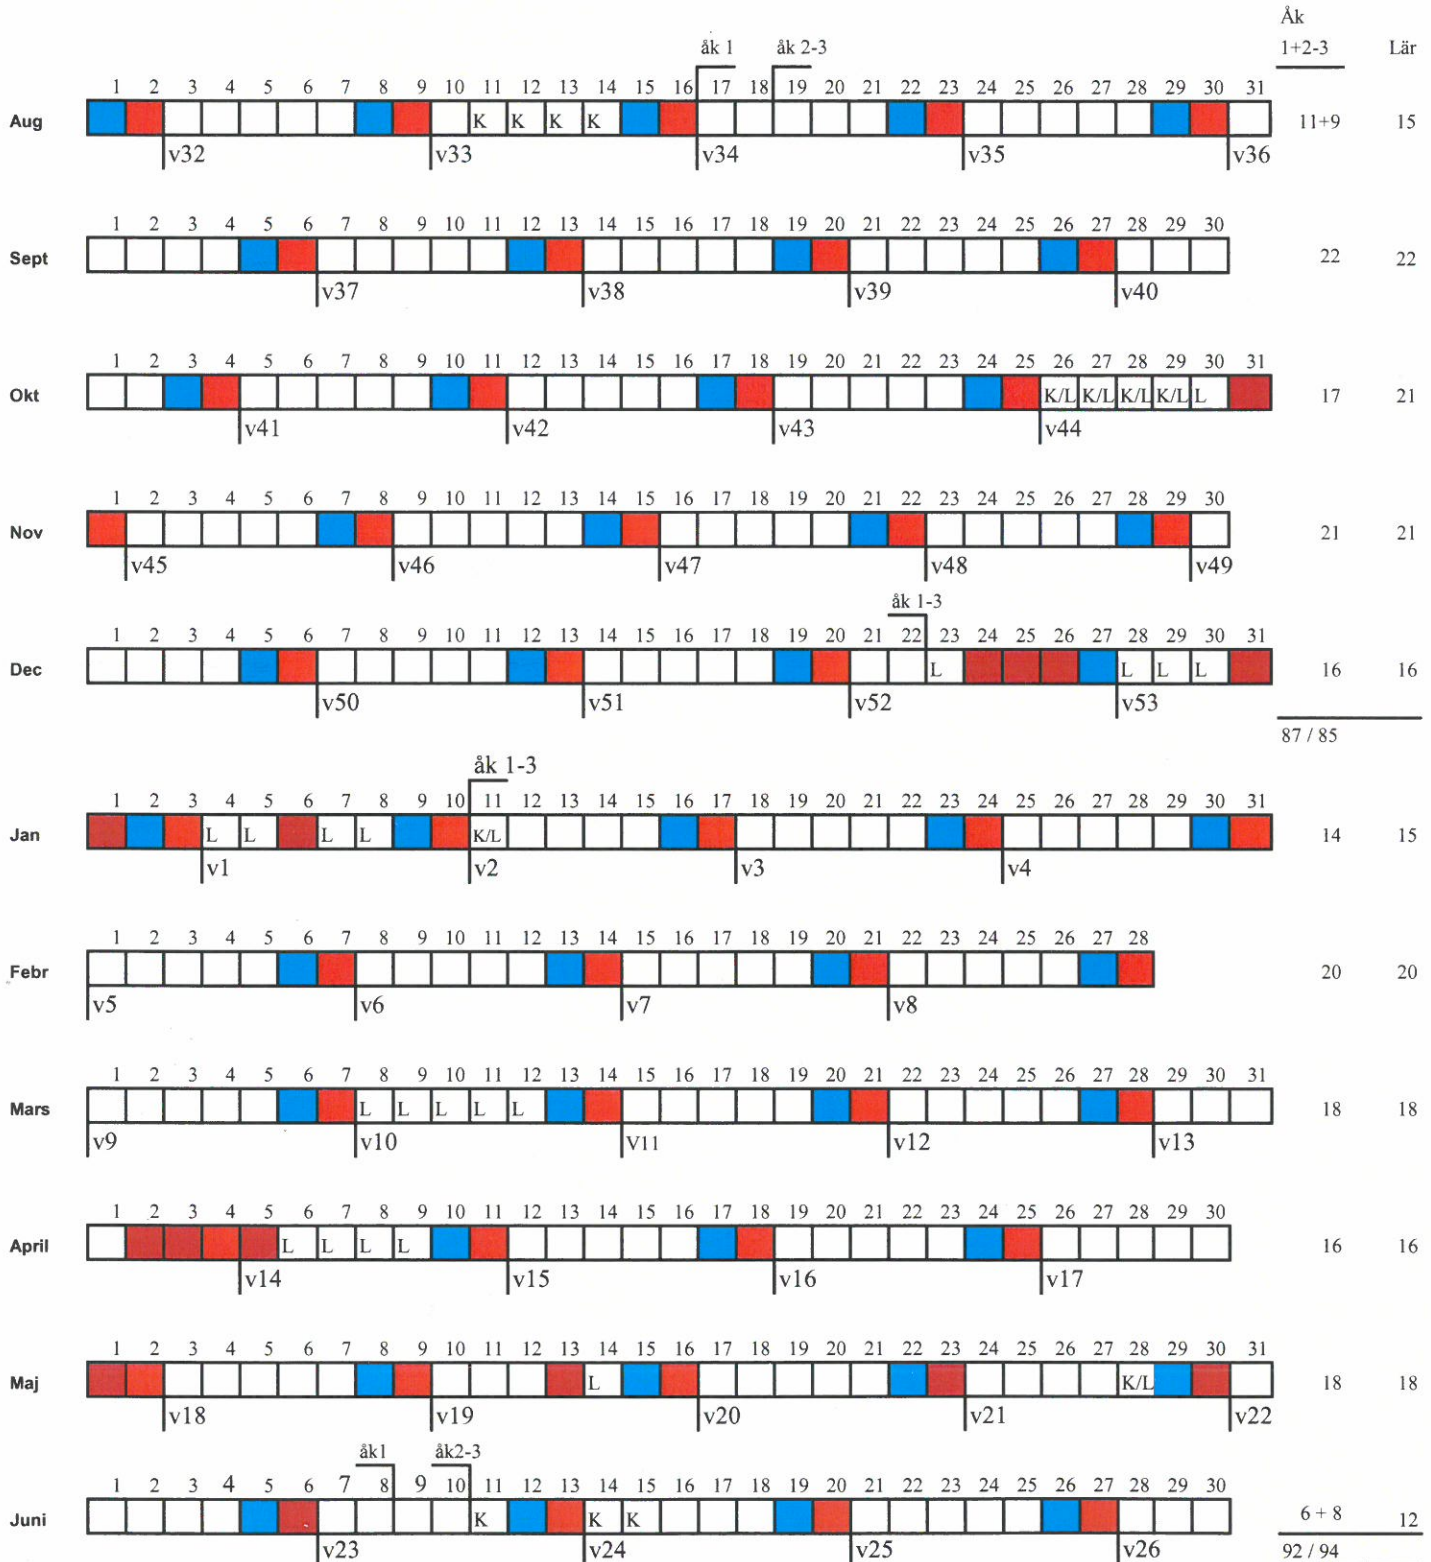 Åk
åk 1 åk 2-3 1+2-3 Lär
1 2 3 4 5 6 7 8 9 10 11 12 13 14 15 16 17 18 19 20 21 22 23 24 25 26 27 28 29 30 31
Aug K K K K 11+9 15
v32 v33 v34 v35 v36
1 2 3 4 5 6 7 8 9 10 11 12 13 14 15 16 17 18 19 20 21 22 23 24 25 26 27 28 29 30
Sept 22 22
v37 v38 v39 v40
1 2 3 4 5 6 7 8 9 10 11 12 13 14 15 16 17 18 19 20 21 22 23 24 25 26 27 28 29 30 31
Okt K/L K/L K/L K/L L 17 21
v41 v42 v43 v44
1 2 3 4 5 6 7 8 9 10 11 12 13 14 15 16 17 18 19 20 21 22 23 24 25 26 27 28 29 30
Nov 21 21
v45 v46 v47 v48 v49
åk 1-3
1 2 3 4 5 6 7 8 9 10 11 12 13 14 15 16 17 18 19 20 21 22 23 24 25 26 27 28 29 30 31
Dec L L L L 16 16
v50 v51 v52 v53
87 / 85
åk 1-3
1 2 3 4 5 6 7 8 9 10 11 12 13 14 15 16 17 18 19 20 21 22 23 24 25 26 27 28 29 30 31
Jan L L L L K/L 14 15
v1 v2 v3 v4
1 2 3 4 5 6 7 8 9 10 11 12 13 14 15 16 17 18 19 20 21 22 23 24 25 26 27 28
Febr 20 20
v5 v6 v7 v8
1 2 3 4 5 6 7 8 9 10 11 12 13 14 15 16 17 18 19 20 21 22 23 24 25 26 27 28 29 30 31
Mars L L L L L 18 18
v9 v10 V11 v12 v13
1 2 3 4 5 6 7 8 9 10 11 12 13 14 15 16 17 18 19 20 21 22 23 24 25 26 27 28 29 30
April L L L L 16 16
v14 v15 v16 v17
1 2 3 4 5 6 7 8 9 10 11 12 13 14 15 16 17 18 19 20 21 22 23 24 25 26 27 28 29 30 31
Maj L K/L 18 18
v18 v19 v20 v21 v22
åk1 åk2-3
1 2 3 4 5 6 7 8 9 10 11 12 13 14 15 16 17 18 19 20 21 22 23 24 25 26 27 28 29 30
Juni K K K 6 + 8 12
v23 v24 v25 v26
92 / 94